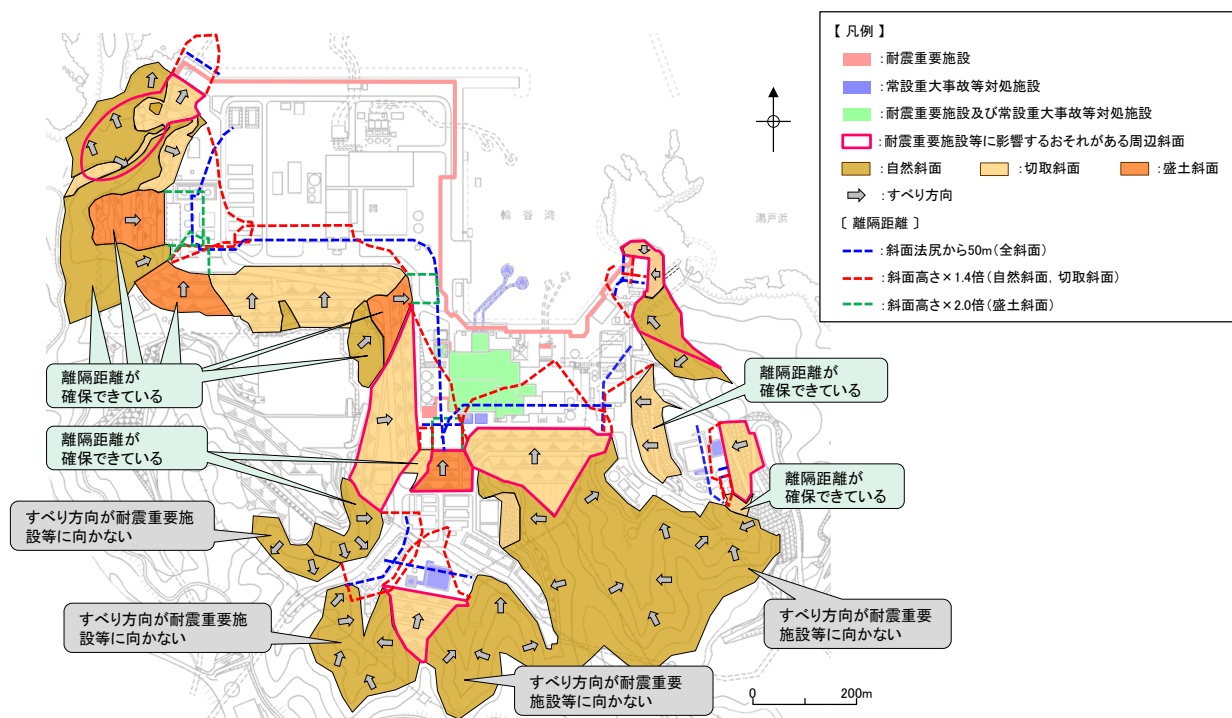 【 凡例 】
：耐震重要施設
：常設重大事故等対処施設
：耐震重要施設及び常設重大事故等対処施設
：耐震重要施設等に影響するおそれがある周辺斜面
：自然斜面
：切取斜面
：盛土斜面
：すべり方向
〔 離隔距離 〕
：斜面法尻から50m（全斜面）
：斜面高さ×1.4倍（自然斜面，切取斜面）
：斜面高さ×2.0倍（盛土斜面）
輪谷湾
湯戸浜
離隔距離が
確保できている
離隔距離が
確保できている
離隔距離が
確保できている
離隔距離が
確保できている
すべり方向が耐震重要施
設等に向かない
すべり方向が耐震重要施
設等に向かない
すべり方向が耐震重要
施設等に向かない
すべり方向が耐震重要
施設等に向かない
0
200m